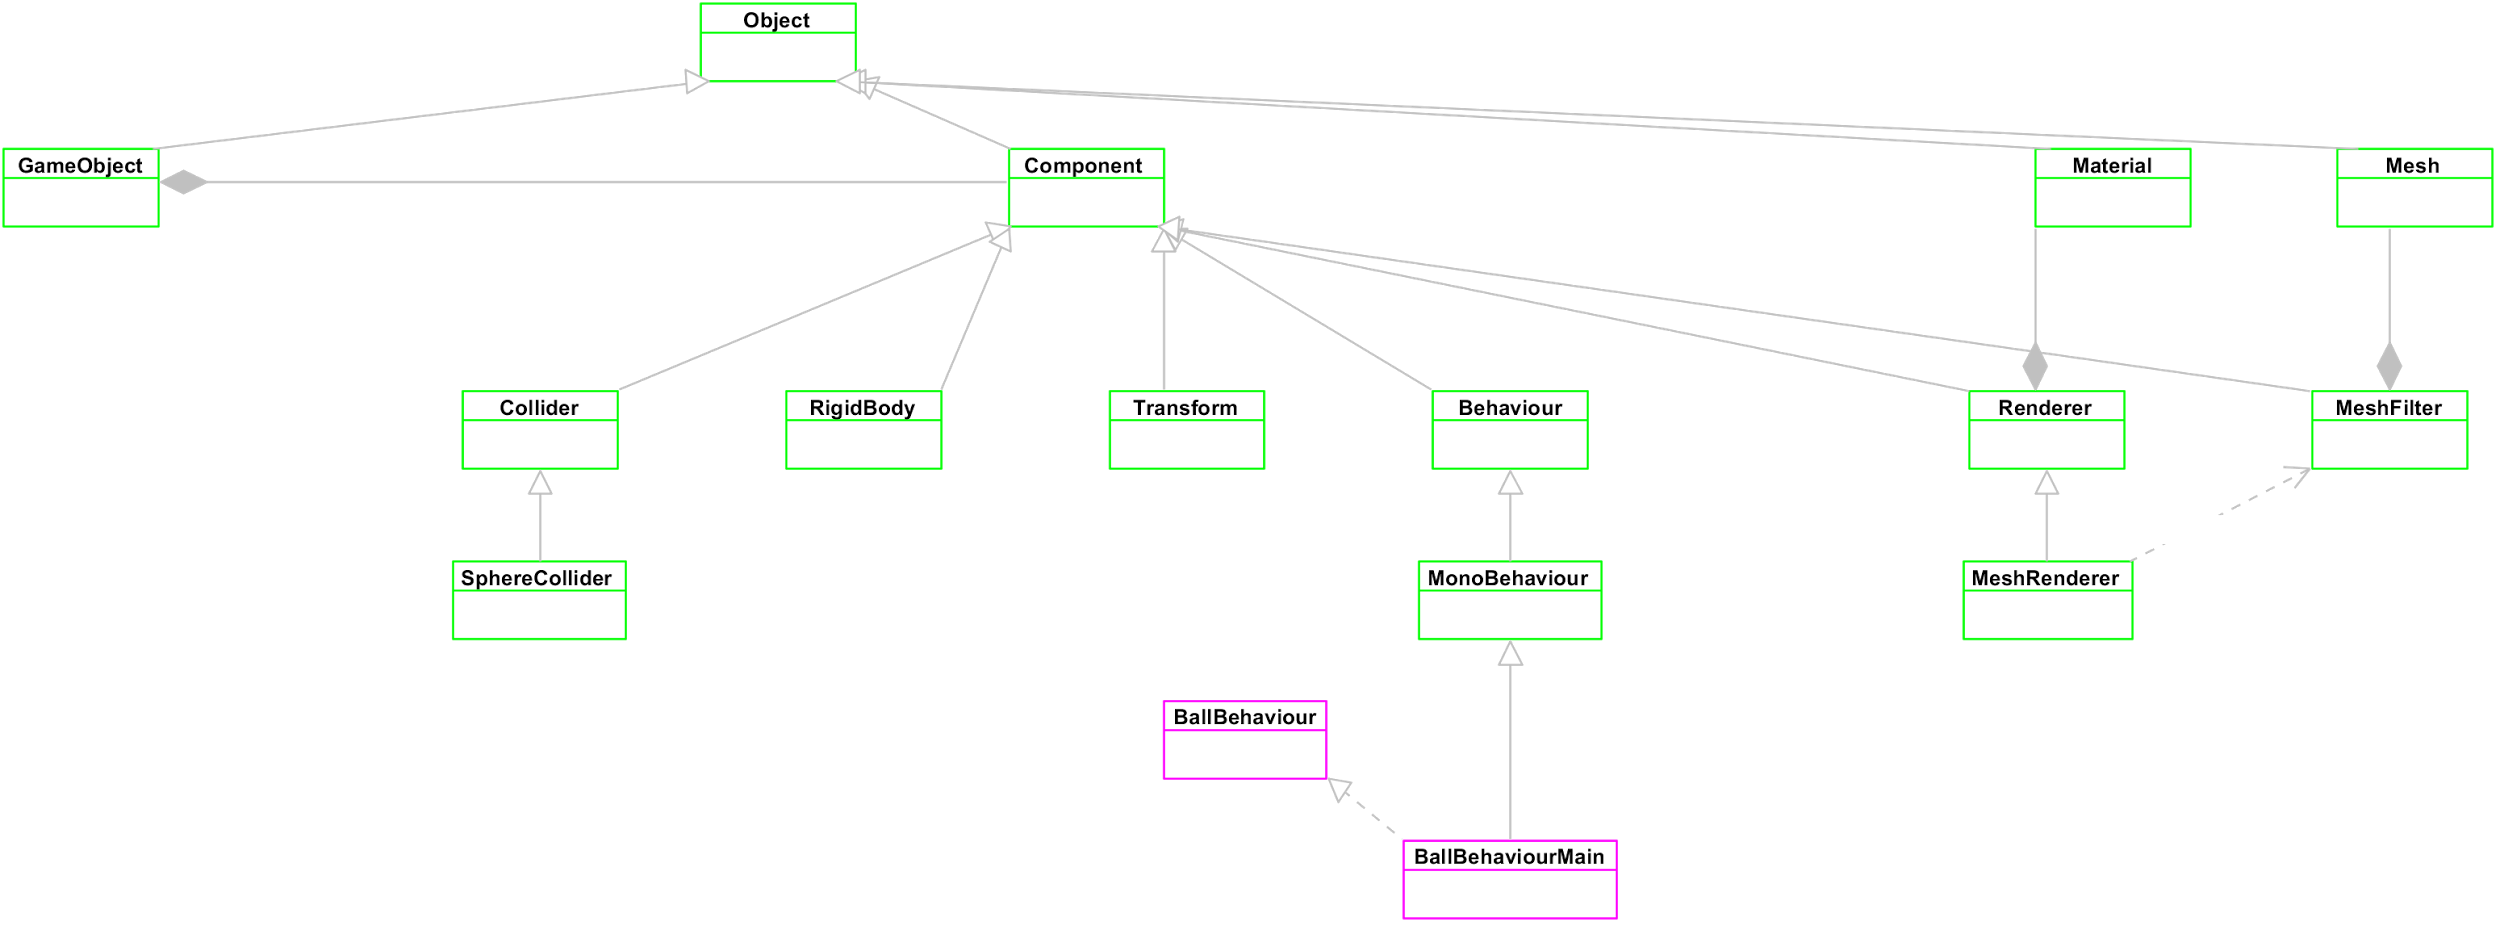 Object
GameObject
Component
Material
Mesh
Collider
RigidBody
Transform
Behaviour
Renderer
MeshFilter
SphereCollider
MonoBehaviour
MeshRenderer
BallBehaviour
BallBehaviourMain